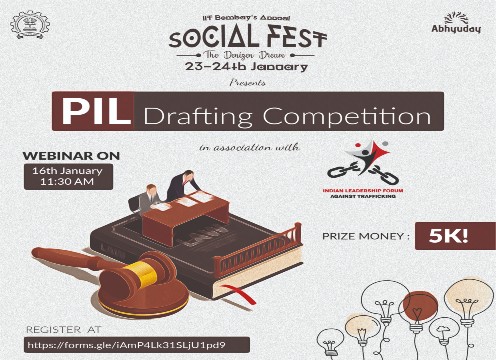 IIT Bombay's Annual
Abhyuday
SOCIAL FEST
The Denizen Dream
23-24th January
Presents
PIL Drafting Competition
in association with
WEBINAR ON
16th January
11:30 AM
INDIAN LEADERSHIP FORUM
AGAINST TRAFFICKING
PRIZE MONEY : 5K!
REGISTER AT
https://forms.gle/iAmP4Lk31SLjU1pd9